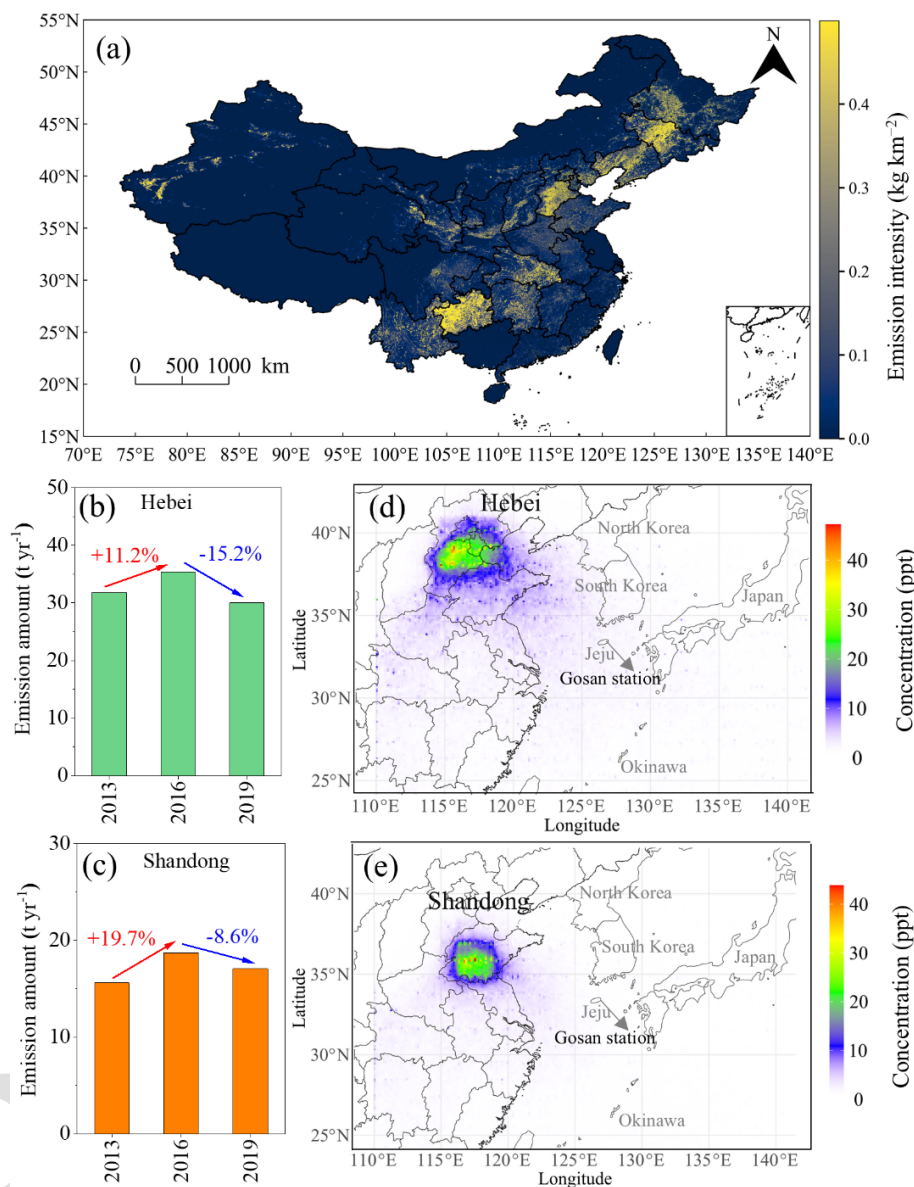 (a)
N
55°N
50°N
45°N
40°N
35°N
30°N
25°N
20°N
15°N
0 500 1000 km
70°E 75°E 80°E 85°E 90°E 95°E 100°E 105°E 110°E 115°E 120°E 125°E 130°E 135°E 140°E
0.4
0.3
0.2
0.1
0.0
Emission intensity (kg km⁻²)
(b)
Hebei
+11.2%
-15.2%
Emission amount (t yr⁻¹)
50
40
30
20
10
0
2013 2016 2019
(d)
Hebei
North Korea
South Korea
Japan
Jeju
Gosan station
Okinawa
Latitude
40°N
35°N
30°N
25°N
110°E 115°E 120°E 125°E 130°E 135°E 140°E
Longitude
40
30
20
10
0
Concentration (ppt)
(c)
Shandong
+19.7%
-8.6%
Emission amount (t yr⁻¹)
30
20
10
0
2013 2016 2019
(e)
Shandong
North Korea
South Korea
Japan
Jeju
Gosan station
Okinawa
Latitude
40°N
35°N
30°N
25°N
110°E 115°E 120°E 125°E 130°E 135°E 140°E
Longitude
40
30
20
10
0
Concentration (ppt)